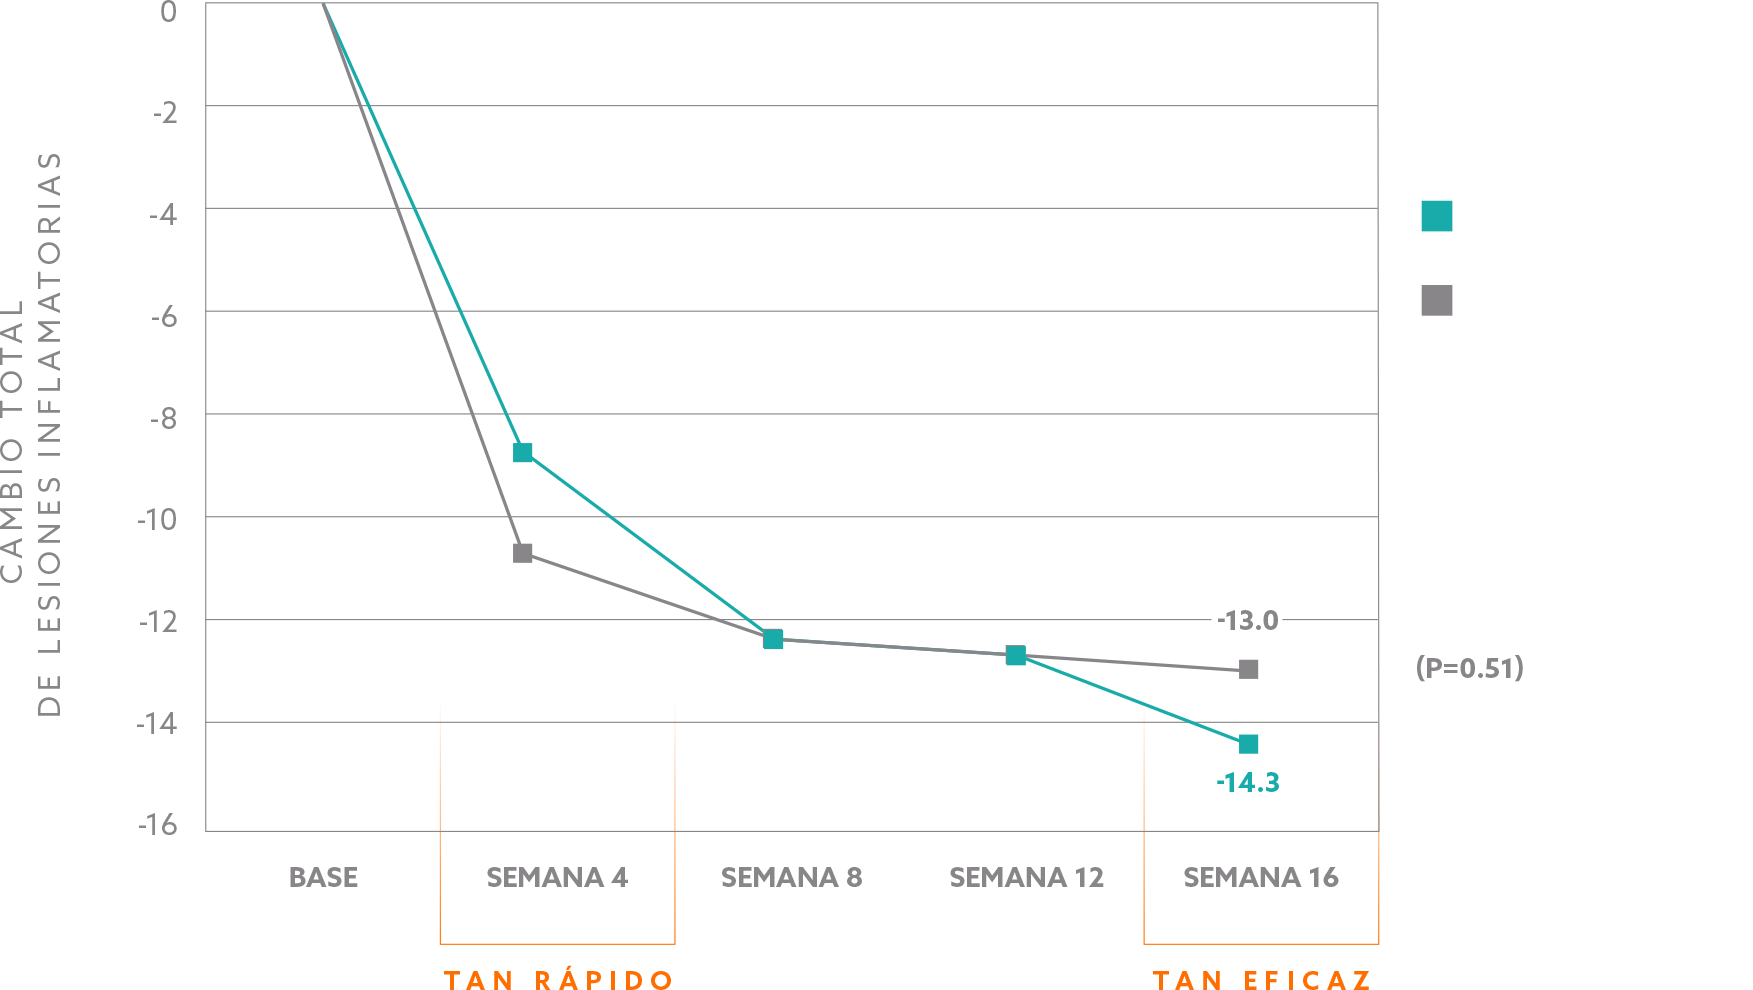 CAMBIO TOTAL
DE LESIONES INFLAMATORIAS
0
-2
-4
-6
-8
-10
-12
-14
-16
-13.0
(P=0.51)
-14.3
BASE
SEMANA 4
SEMANA 8
SEMANA 12
SEMANA 16
TAN RÁPIDO
TAN EFICAZ